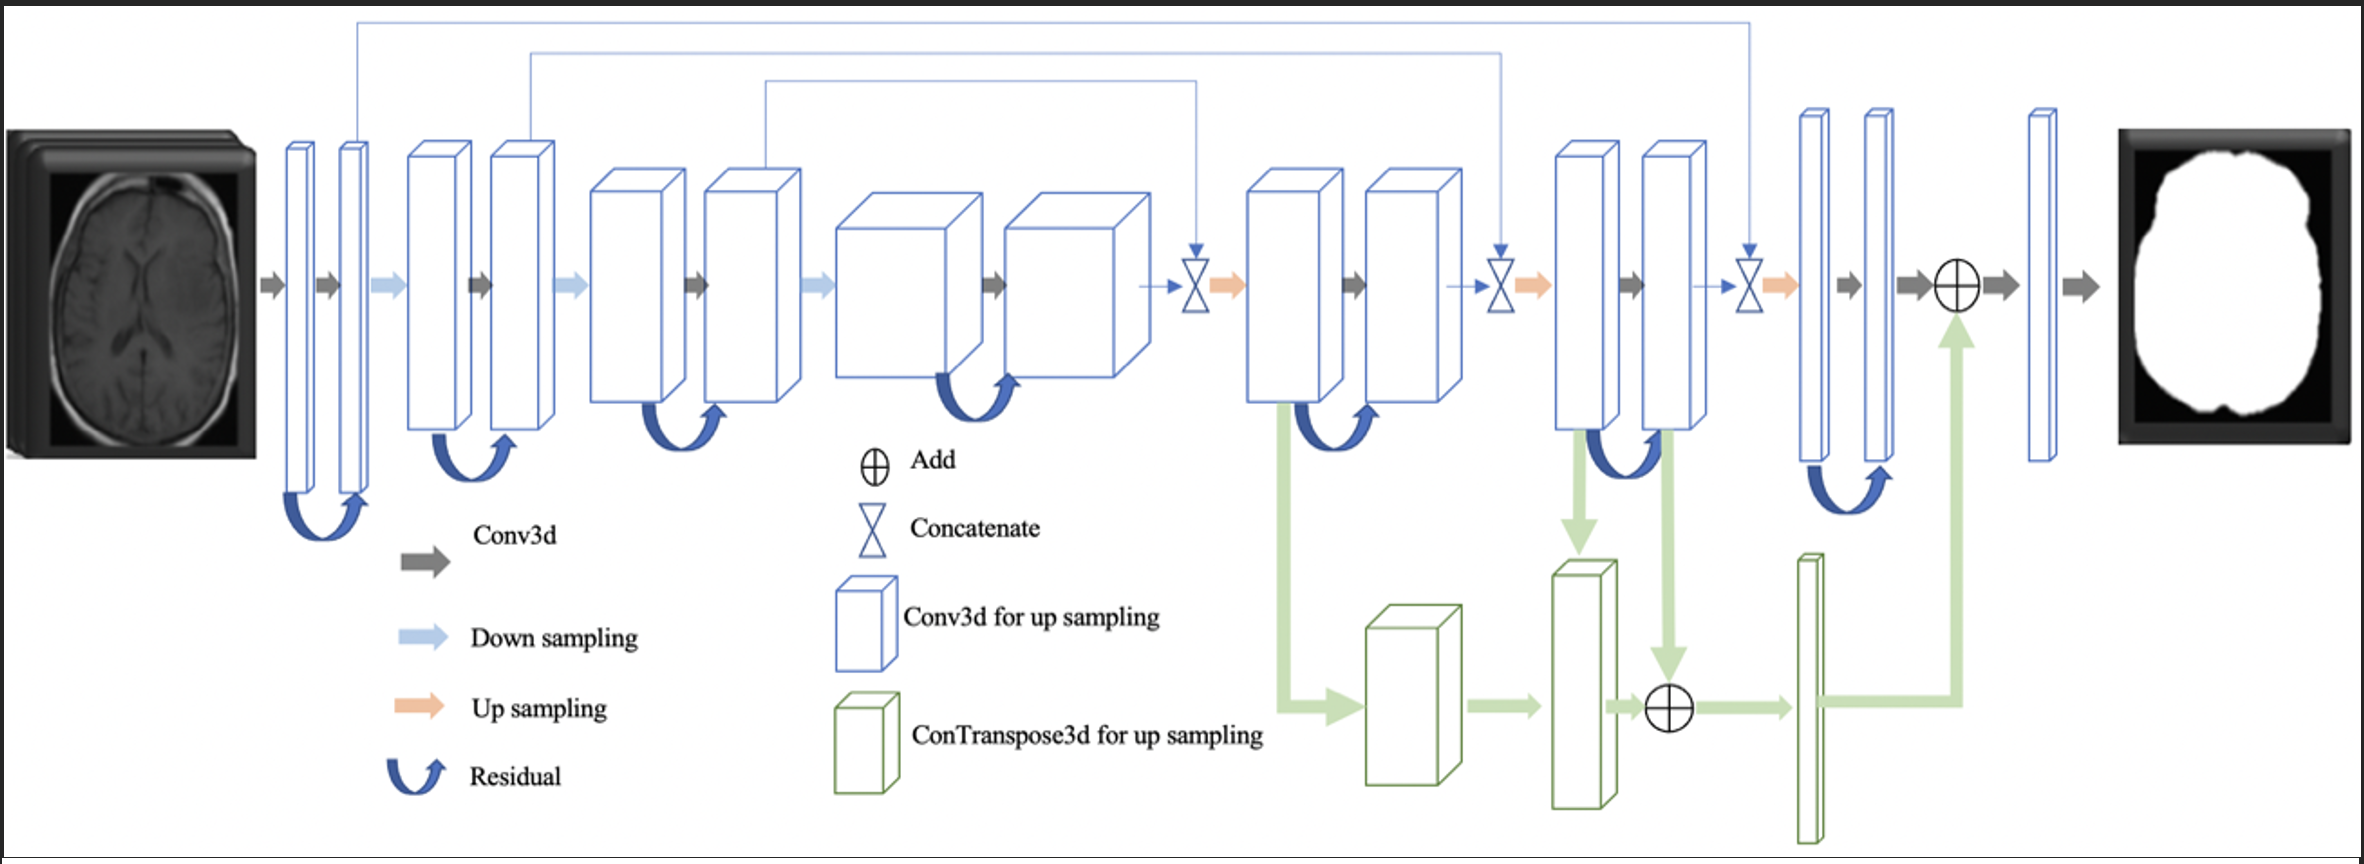 Conv3d
Down sampling
Up sampling
Residual
Add
Concatenate
Conv3d for up sampling
ConTranspose3d for up sampling